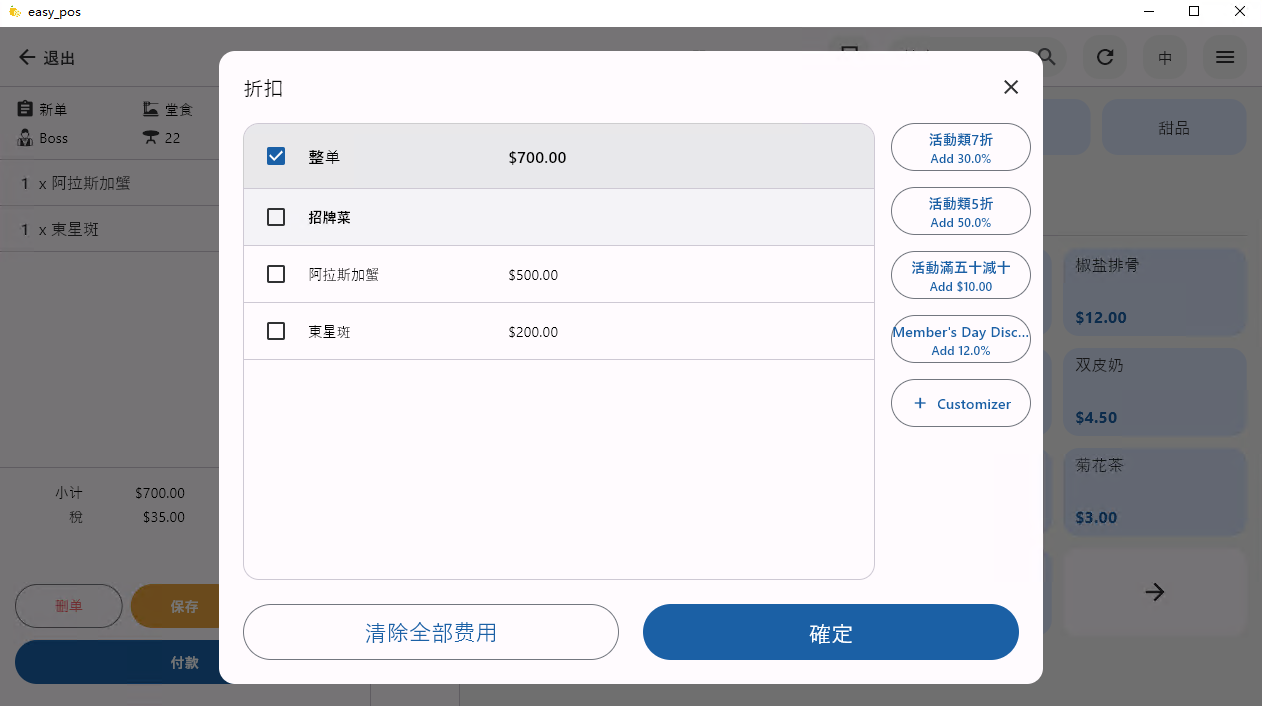 easy_pos
退出
中
折扣
新单
堂食
Boss
22
1 x 阿拉斯加蟹
1 x 東星斑
整单 $700.00
招牌菜
阿拉斯加蟹 $500.00
東星斑 $200.00
活動類7折
Add 30.0%
活動類5折
Add 50.0%
活動滿五十減十
Add $10.00
Member's Day Disc...
Add 12.0%
+ Customizer
甜品
椒盐排骨
$12.00
双皮奶
$4.50
菊花茶
$3.00
小计 $700.00
稅 $35.00
删单
保存
付款
清除全部费用
確定